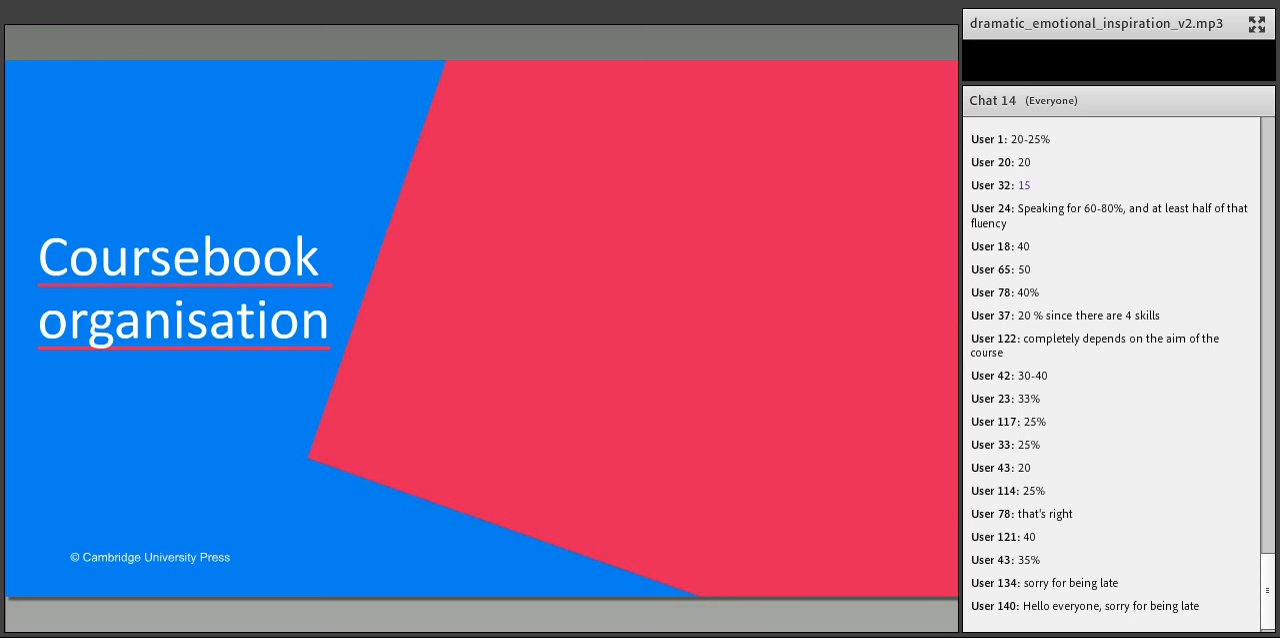 Coursebook
organisation
© Cambridge University Press
dramatic_emotional_inspiration_v2.mp3
Chat 14 (Everyone)
User 1: 20-25%
User 20: 20
User 32: 15
User 24: Speaking for 60-80%, and at least half of that
fluency
User 18: 40
User 65: 50
User 78: 40%
User 37: 20 % since there are 4 skills
User 122: completely depends on the aim of the
course
User 42: 30-40
User 23: 33%
User 117: 25%
User 33: 25%
User 43: 20
User 114: 25%
User 78: that's right
User 121: 40
User 43: 35%
User 134: sorry for being late
User 140: Hello everyone, sorry for being late